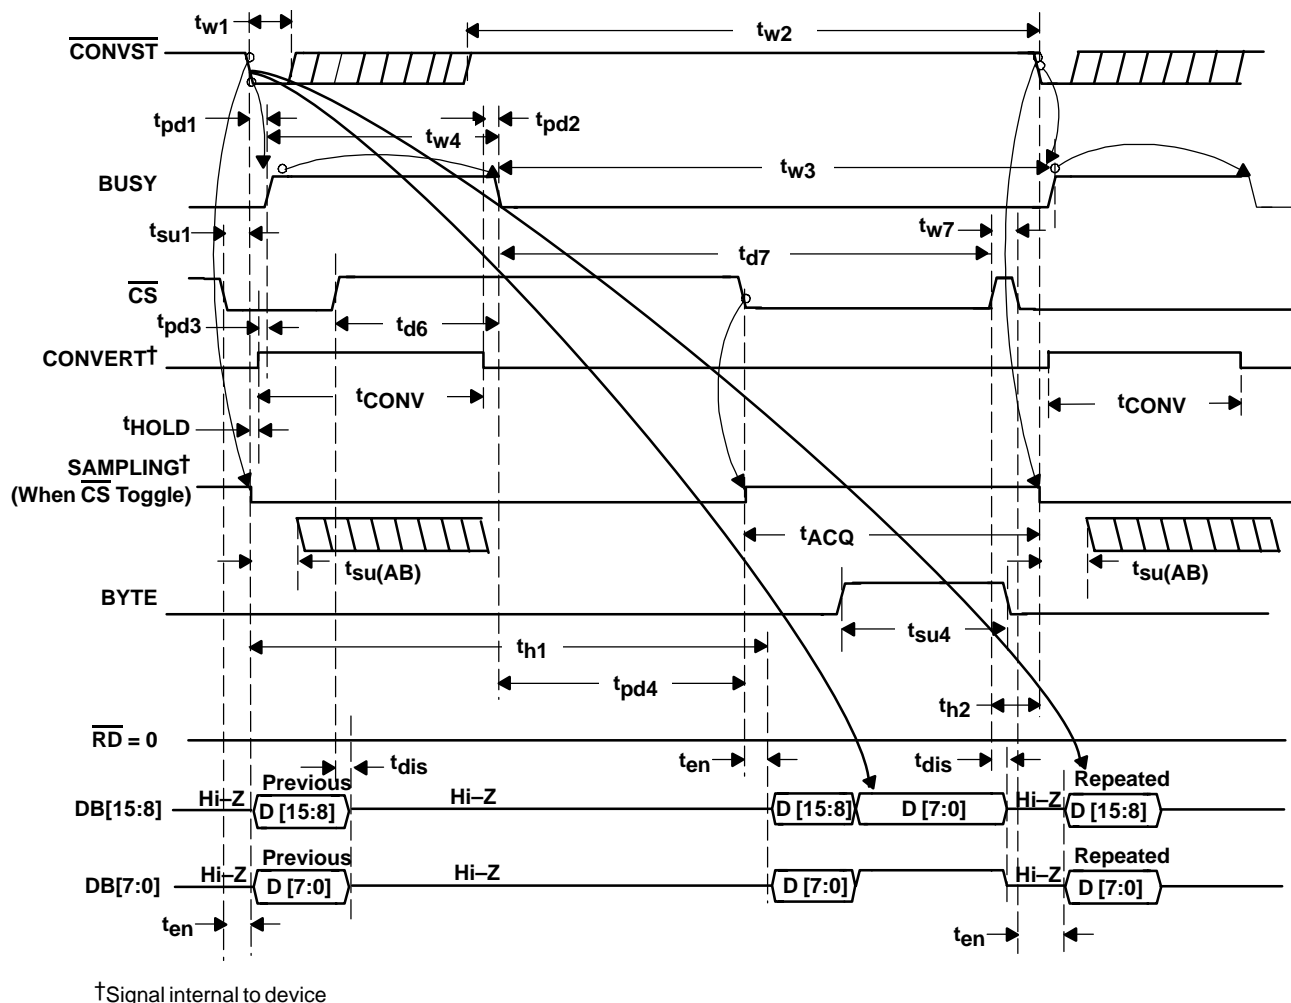 tw1
tw2
CONVST
tpd1
tw4
tpd2
tw3
BUSY
tsu1
tw7
td7
CS
tpd3
td6
CONVERT†
tCONV
tCONV
tHOLD
SAMPLING†
(When CS Toggle)
tACQ
tsu(AB)
tsu(AB)
BYTE
tsu4
th1
tpd4
th2
RD = 0
tdis
ten
tdis
Previous
Repeated
DB[15:8]
Hi–Z
D [15:8]
Hi–Z
D [15:8]
D [7:0]
Hi–Z
D [15:8]
Previous
Repeated
DB[7:0]
Hi–Z
D [7:0]
Hi–Z
D [7:0]
Hi–Z
D [7:0]
ten
ten
†Signal internal to device